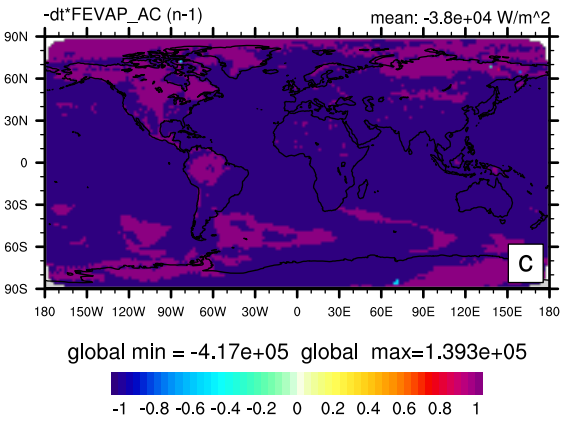 -dt*FEVAP_AC (n-1) mean: -3.8e+04 W/m^2
90N
60N
30N
0
30S
60S
90S
C
180 150W 120W 90W 60W 30W 0 30E 60E 90E 120E 150E 180
global min = -4.17e+05 global max=1.393e+05
-1 -0.8 -0.6 -0.4 -0.2 0 0.2 0.4 0.6 0.8 1